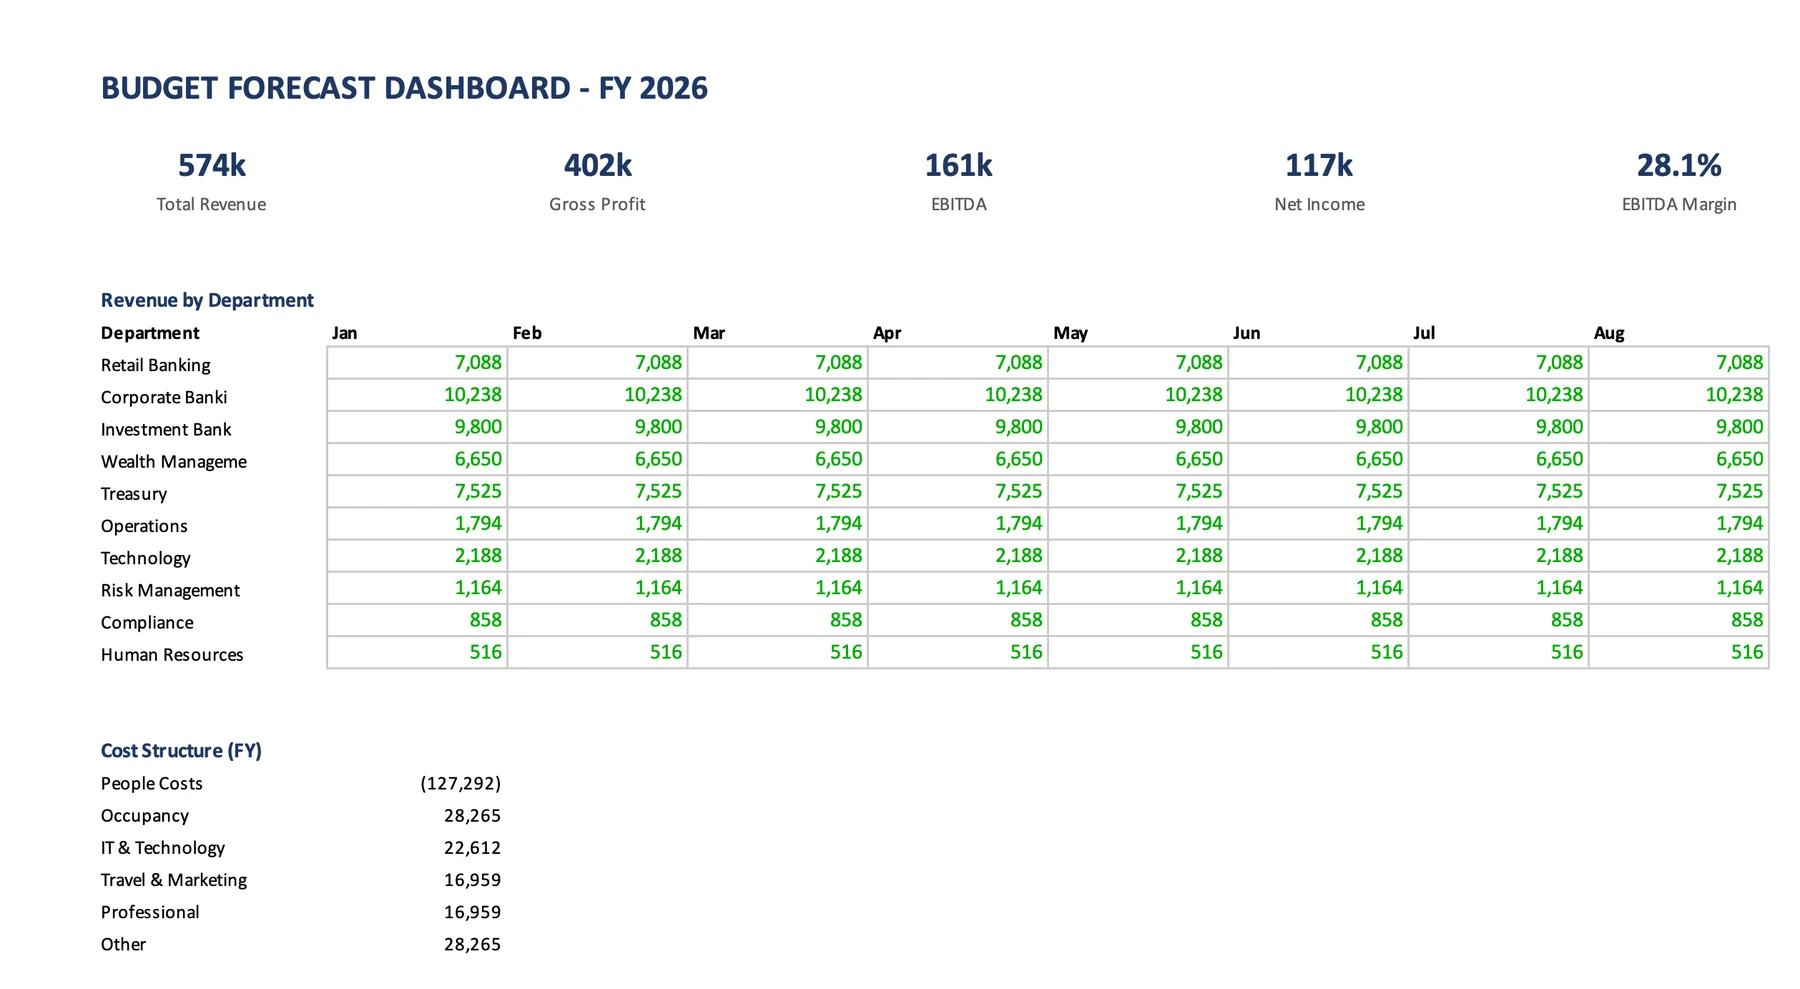 BUDGET FORECAST DASHBOARD - FY 2026
574k 402k 161k 117k 28.1%
Total Revenue Gross Profit EBITDA Net Income EBITDA Margin
Revenue by Department
Department Jan Feb Mar Apr May Jun Jul Aug
Retail Banking 7,088 7,088 7,088 7,088 7,088 7,088 7,088 7,088
Corporate Banki 10,238 10,238 10,238 10,238 10,238 10,238 10,238 10,238
Investment Bank 9,800 9,800 9,800 9,800 9,800 9,800 9,800 9,800
Wealth Manageme 6,650 6,650 6,650 6,650 6,650 6,650 6,650 6,650
Treasury 7,525 7,525 7,525 7,525 7,525 7,525 7,525 7,525
Operations 1,794 1,794 1,794 1,794 1,794 1,794 1,794 1,794
Technology 2,188 2,188 2,188 2,188 2,188 2,188 2,188 2,188
Risk Management 1,164 1,164 1,164 1,164 1,164 1,164 1,164 1,164
Compliance 858 858 858 858 858 858 858 858
Human Resources 516 516 516 516 516 516 516 516
Cost Structure (FY)
People Costs (127,292)
Occupancy 28,265
IT & Technology 22,612
Travel & Marketing 16,959
Professional 16,959
Other 28,265